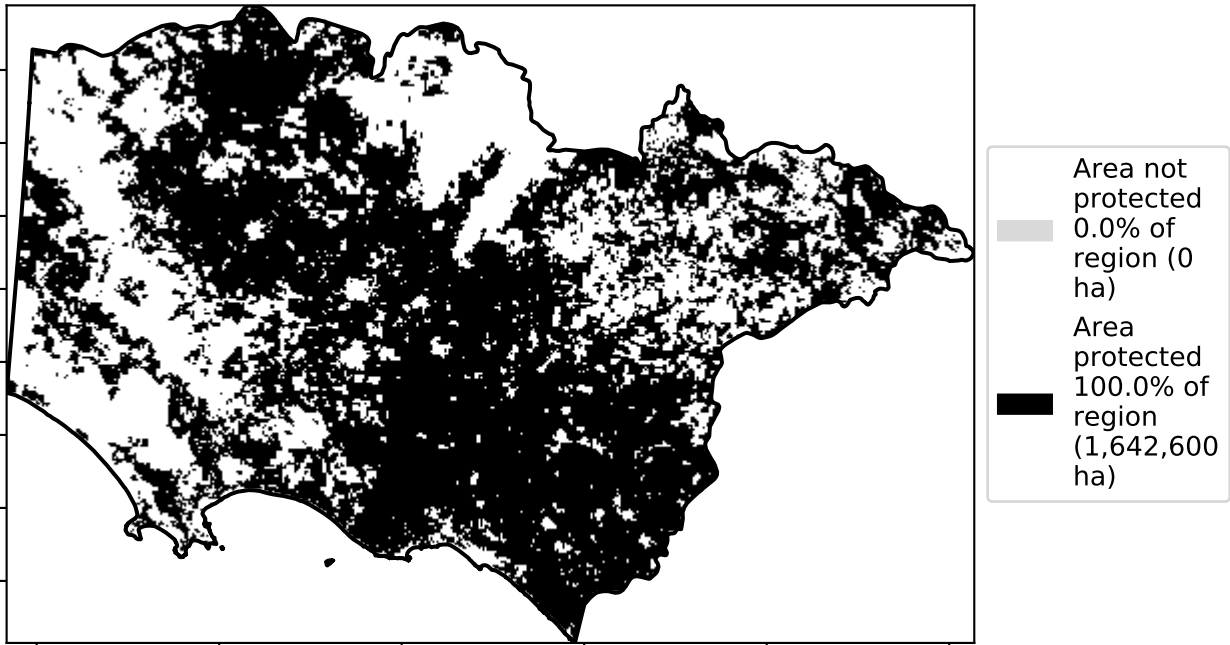 Area not
protected
0.0% of
region (0
ha)
Area
protected
100.0% of
region
(1,642,600
ha)